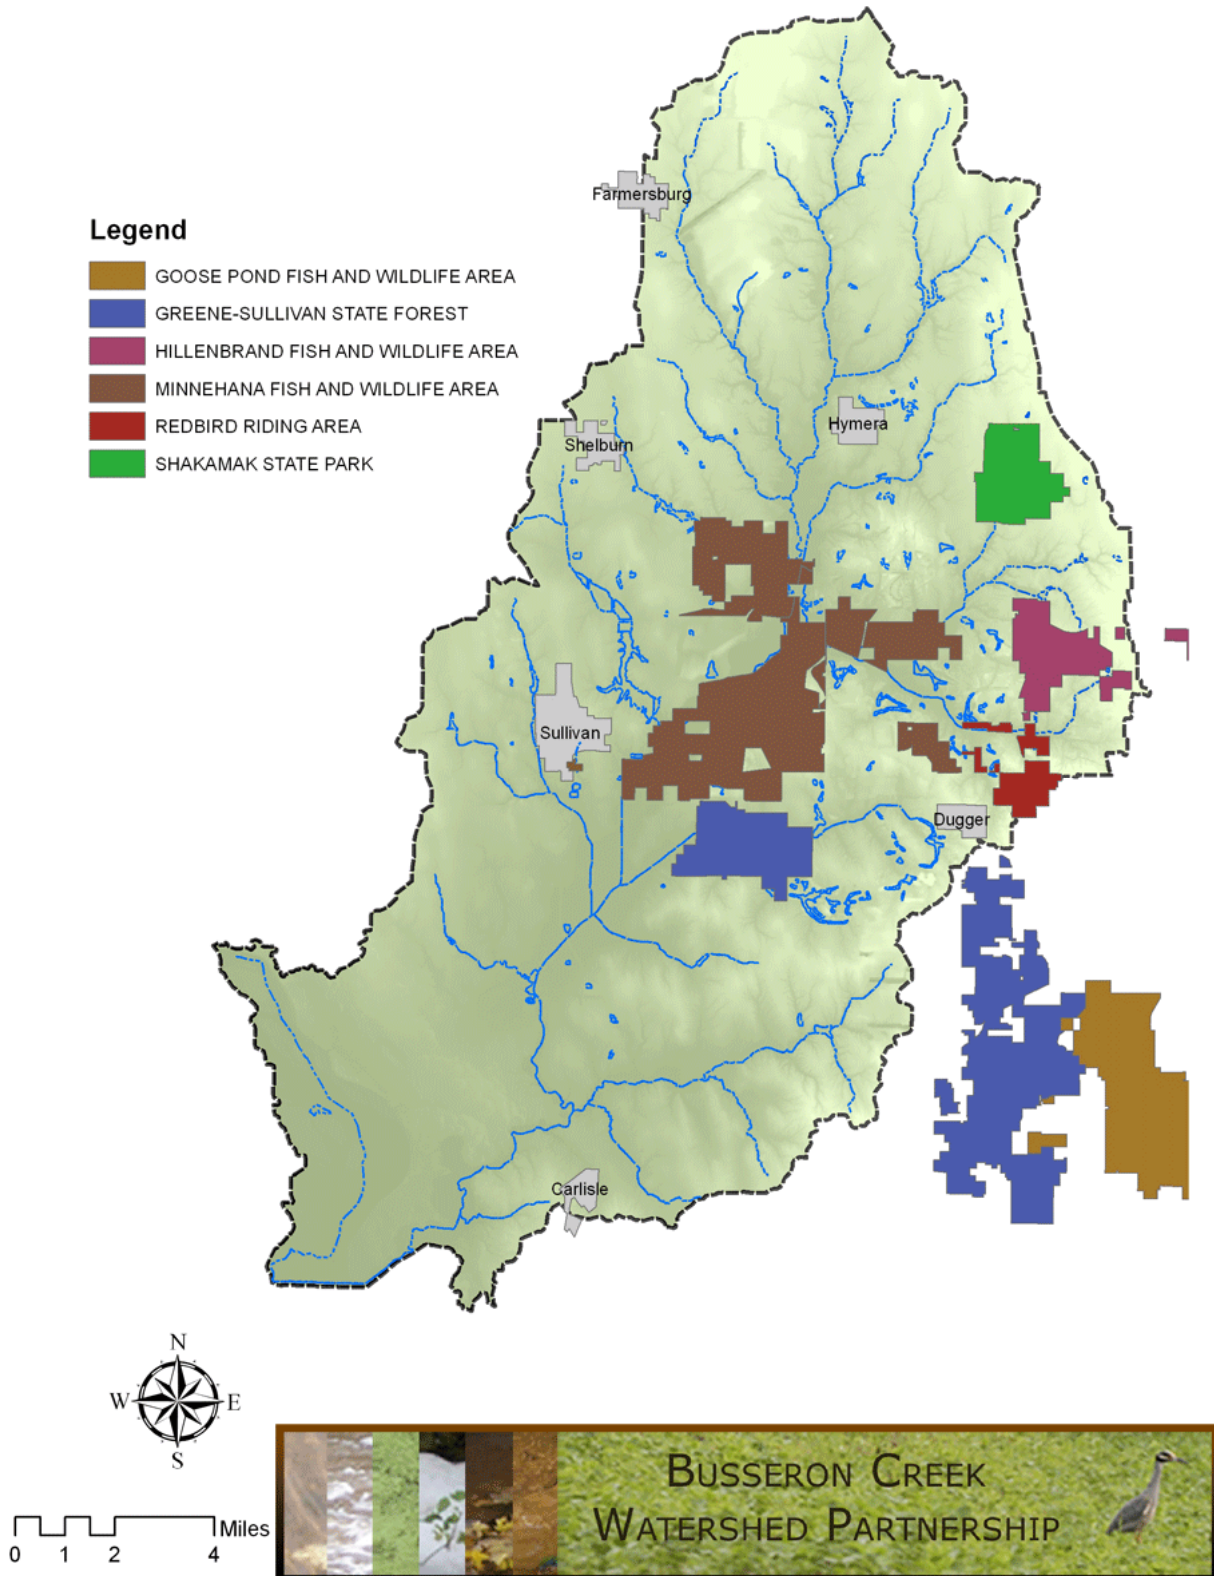 Farmersburg
Legend
GOOSE POND FISH AND WILDLIFE AREA
GREENE-SULLIVAN STATE FOREST
HILLENBRAND FISH AND WILDLIFE AREA
MINNEHANA FISH AND WILDLIFE AREA
REDBIRD RIDING AREA
SHAKAMAK STATE PARK
Hymera
Shelburn
Sullivan
Dugger
Carlisle
N
W E
S
Miles
0 1 2 4
BUSSERON CREEK
WATERSHED PARTNERSHIP